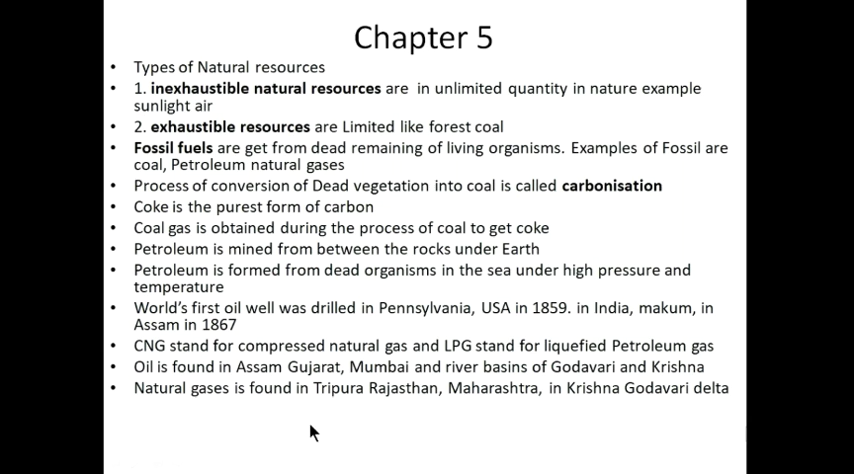 Chapter 5
• Types of Natural resources
• 1. inexhaustible natural resources are in unlimited quantity in nature example
sunlight air
• 2. exhaustible resources are Limited like forest coal
• Fossil fuels are get from dead remaining of living organisms. Examples of Fossil are
coal, Petroleum natural gases
• Process of conversion of Dead vegetation into coal is called carbonisation
• Coke is the purest form of carbon
• Coal gas is obtained during the process of coal to get coke
• Petroleum is mined from between the rocks under Earth
• Petroleum is formed from dead organisms in the sea under high pressure and
temperature
• World's first oil well was drilled in Pennsylvania, USA in 1859. in India, makum, in
Assam in 1867
• CNG stand for compressed natural gas and LPG stand for liquefied Petroleum gas
• Oil is found in Assam Gujarat, Mumbai and river basins of Godavari and Krishna
• Natural gases is found in Tripura Rajasthan, Maharashtra, in Krishna Godavari delta